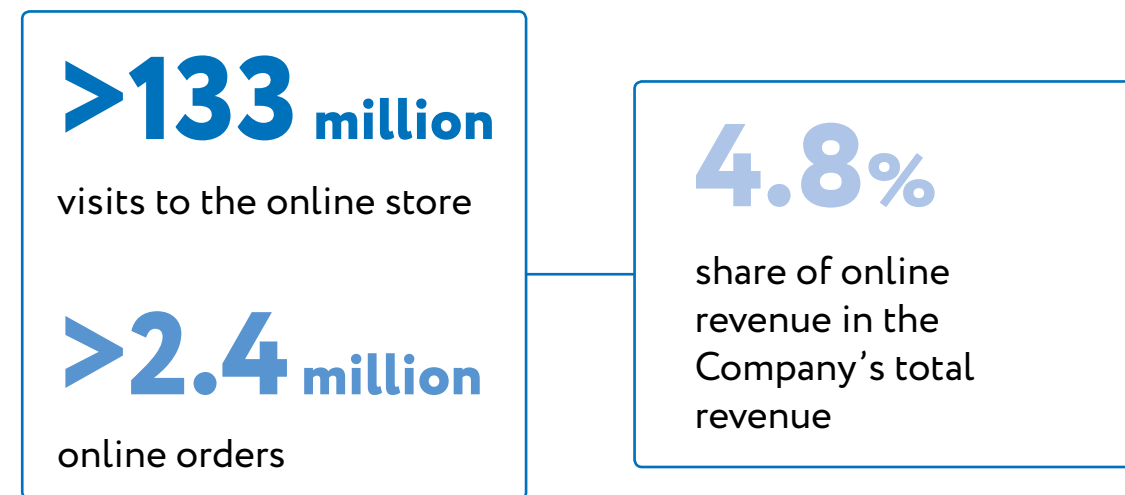 >133 million
visits to the online store
>2.4 million
online orders
4.8%
share of online
revenue in the
Company's total
revenue